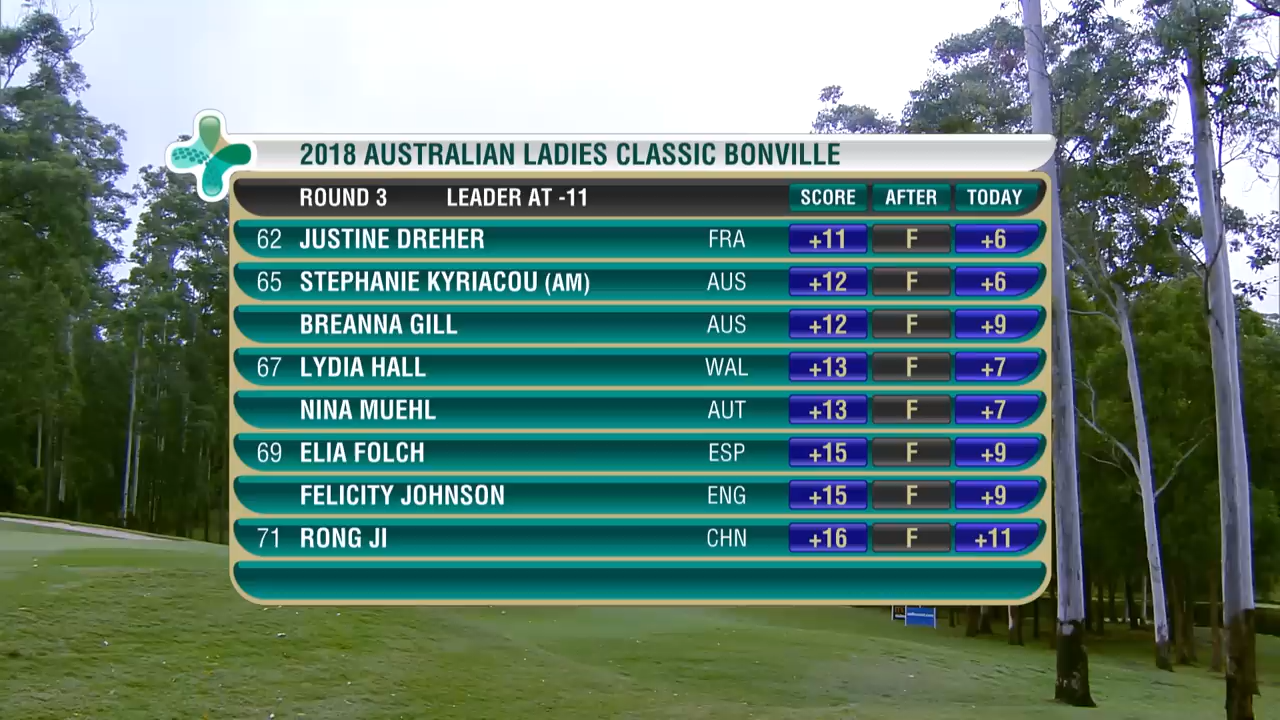 2018 AUSTRALIAN LADIES CLASSIC BONVILLE
ROUND 3 LEADER AT -11 SCORE AFTER TODAY
62 JUSTINE DREHER FRA +11 F +6
65 STEPHANIE KYRIACOU (AM) AUS +12 F +6
BREANNA GILL AUS +12 F +9
67 LYDIA HALL WAL +13 F +7
NINA MUEHL AUT +13 F +7
69 ELIA FOLCH ESP +15 F +9
FELICITY JOHNSON ENG +15 F +9
71 RONG JI CHN +16 F +11